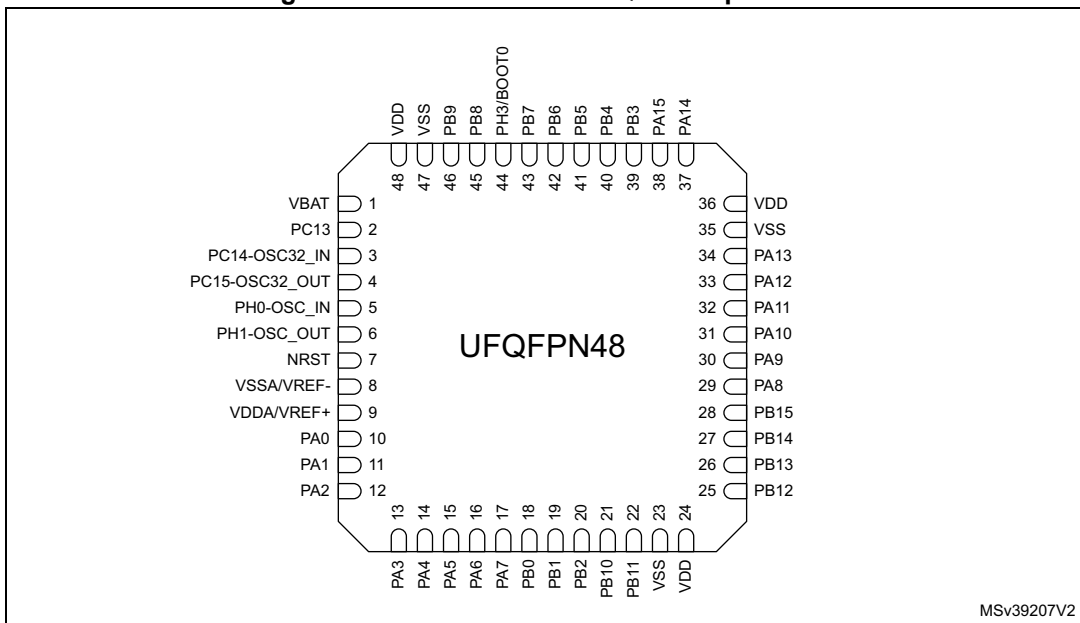 VDD
VSS
PB9
PB8
PH3/BOOT0
PB7
PB6
PB5
PB4
PB3
PA15
PA14
48
47
46
45
44
43
42
41
40
39
38
37
VBAT 1
PC13 2
PC14-OSC32_IN 3
PC15-OSC32_OUT 4
PH0-OSC_IN 5
PH1-OSC_OUT 6
NRST 7
VSSA/VREF- 8
VDDA/VREF+ 9
PA0 10
PA1 11
PA2 12
UFQFPN48
36 VDD
35 VSS
34 PA13
33 PA12
32 PA11
31 PA10
30 PA9
29 PA8
28 PB15
27 PB14
26 PB13
25 PB12
13
14
15
16
17
18
19
20
21
22
23
24
PA3
PA4
PA5
PA6
PA7
PB0
PB1
PB2
PB10
PB11
VSS
VDD
MSv39207V2